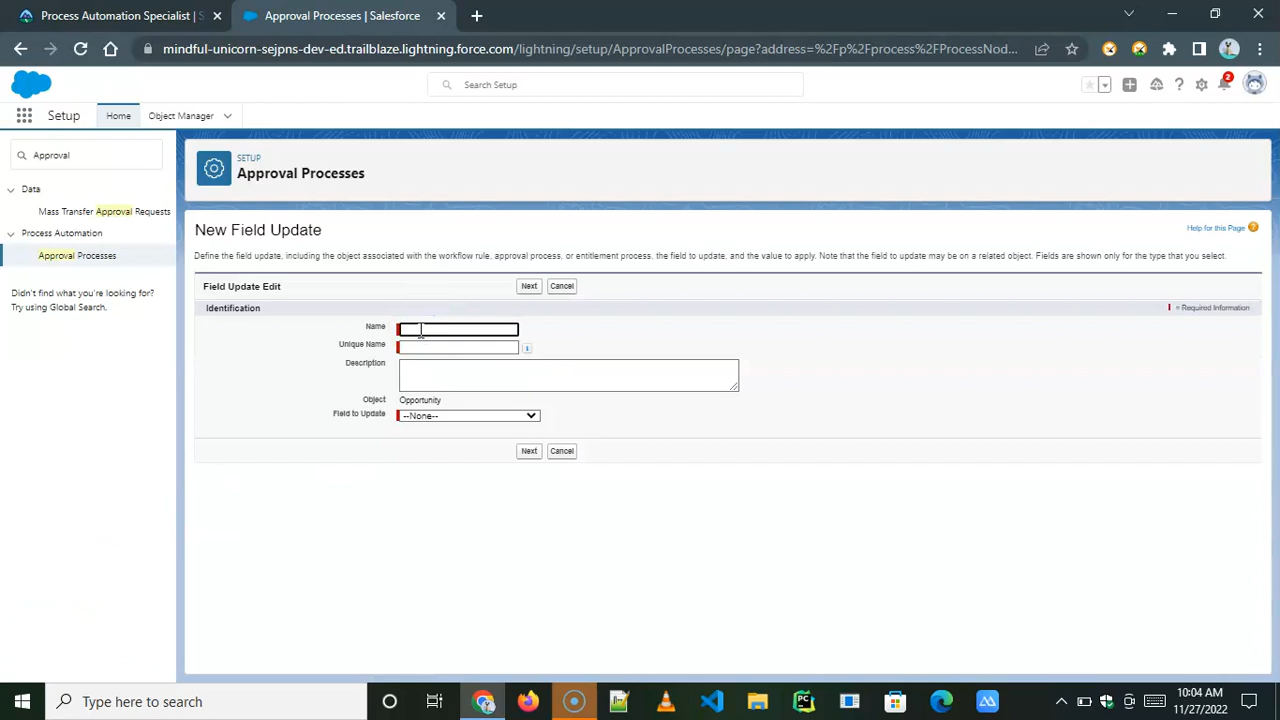 Process Automation Specialist | S
Approval Processes | Salesforce
mindful-unicorn-sejpns-dev-ed.trailblaze.lightning.force.com/lightning/setup/ApprovalProcesses/page?address=%2Fp%2Fprocess%2FProcessNod...
Search Setup
2
Setup
Home
Object Manager
Approval
Data
Mass Transfer Approval Requests
Process Automation
Approval Processes
Didn't find what you're looking for?
Try using Global Search.
SETUP
Approval Processes
New Field Update
Help for this Page
Define the field update, including the object associated with the workflow rule, approval process, or entitlement process, the field to update, and the value to apply. Note that the field to update may be on a related object. Fields are shown only for the type that you select.
Field Update Edit
Next
Cancel
Identification
= Required Information
Name
Unique Name
i
Description
Object
Opportunity
Field to Update
--None--
Next
Cancel
Type here to search
10:04 AM
11/27/2022